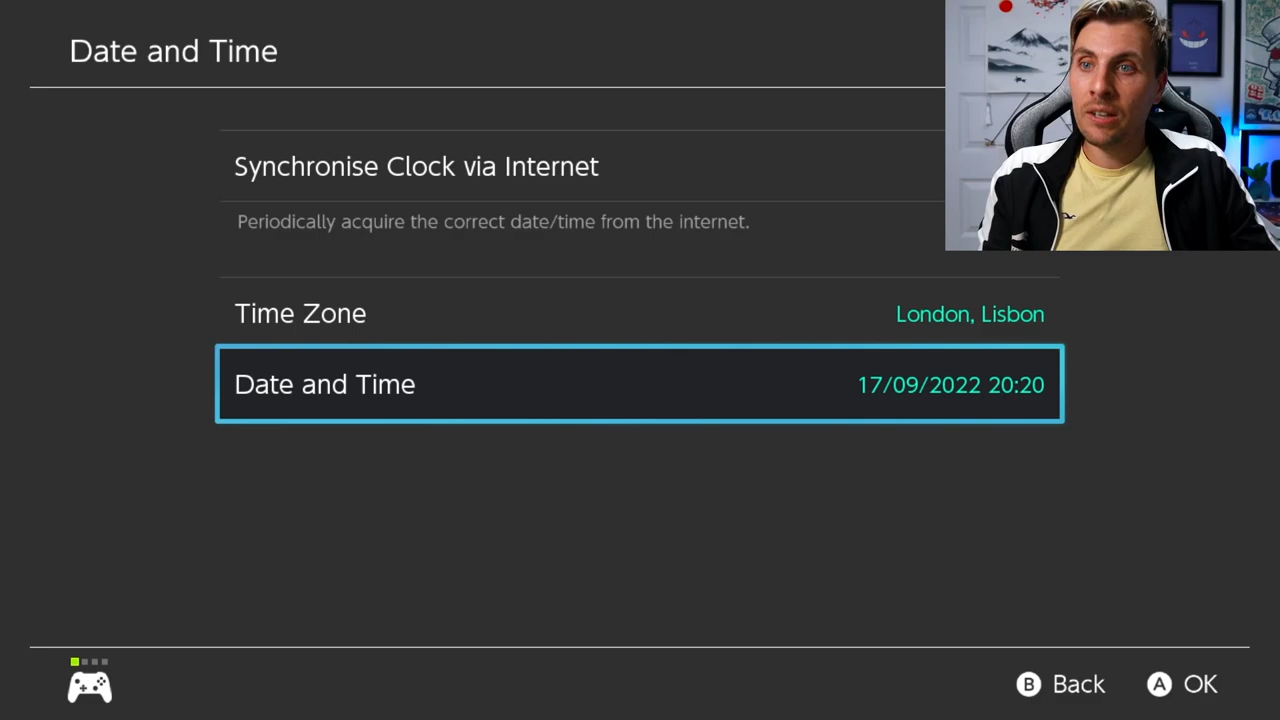 Date and Time
Synchronise Clock via Internet
Periodically acquire the correct date/time from the internet.
Time Zone London, Lisbon
Date and Time 17/09/2022 20:20
B Back A OK